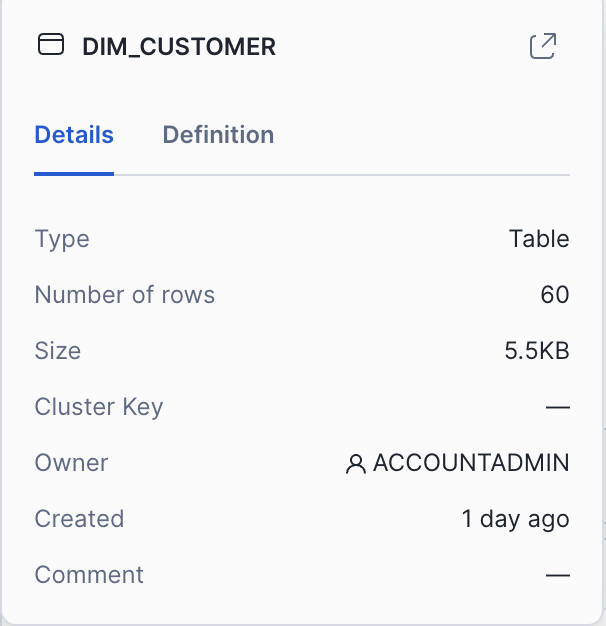 DIM_CUSTOMER
Details Definition
Type Table
Number of rows 60
Size 5.5KB
Cluster Key —
Owner ACCOUNTADMIN
Created 1 day ago
Comment —